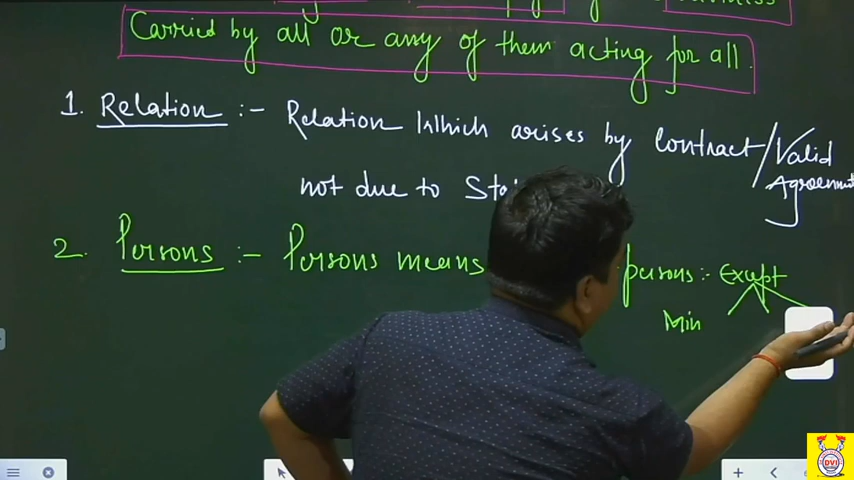 Carried by all or any of them acting for all.
1. Relation :- Relation Which arises by Contract/Valid Agreement
not due to
2. Persons :- Persons means persons :- Except
Min
DVI